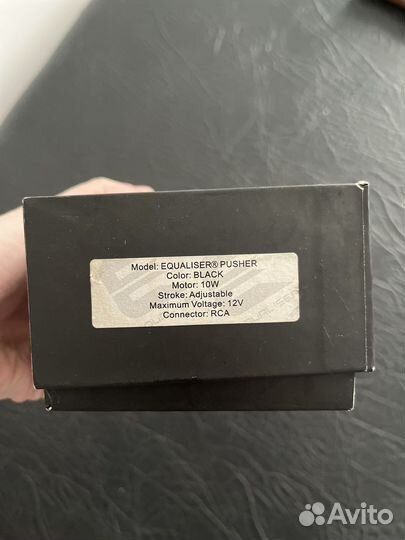 Model: EQUALISER® PUSHER
Color: BLACK
Motor: 10W
Stroke: Adjustable
Maximum Voltage: 12V
Connector: RCA
Avito